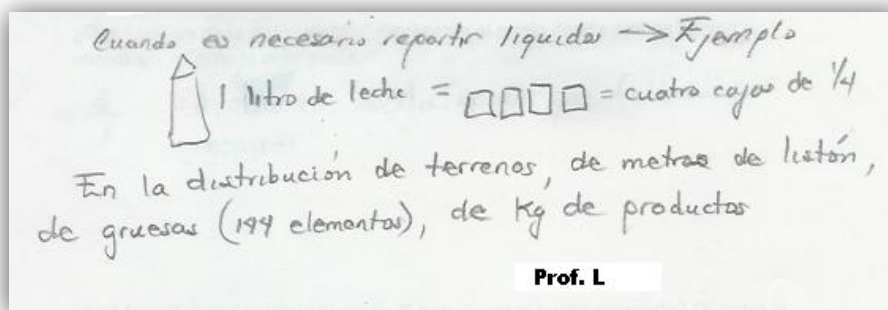 Cuando es necesario repartir liquidos → Ejemplo
1 litro de leche = = cuatro cajas de 1/4
En la distribución de terrenos, de metros de listón,
de gruesas (144 elementos), de Kg de productos
Prof. L